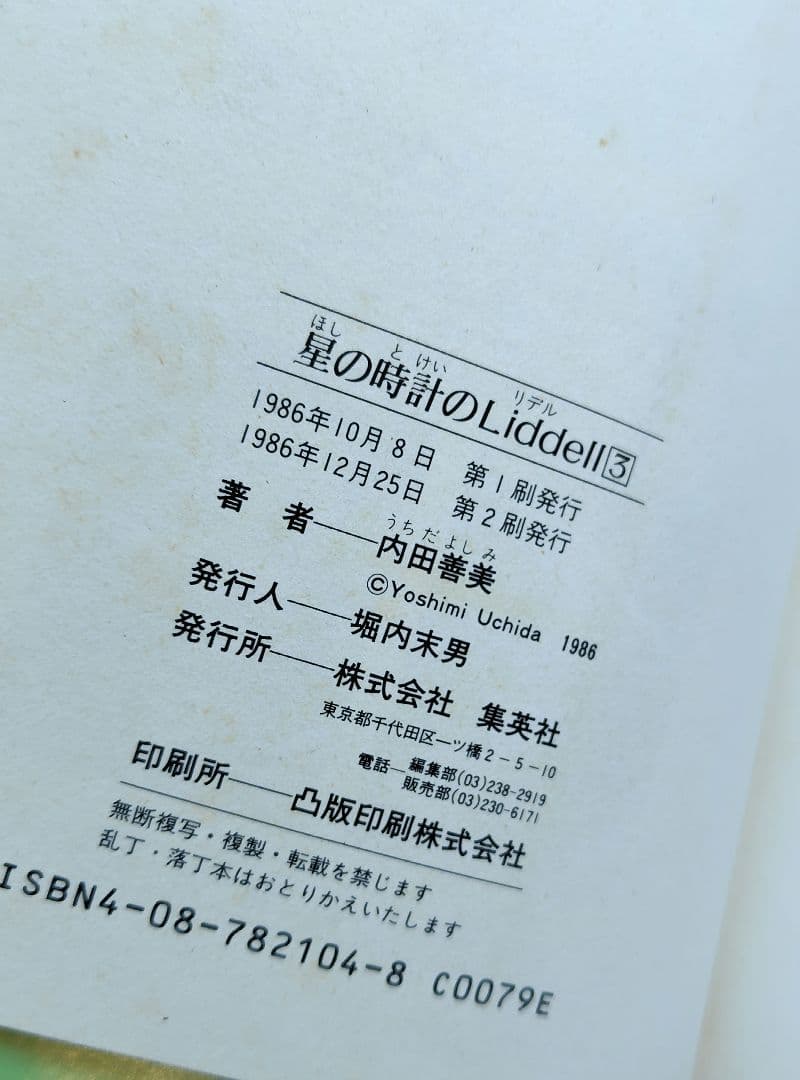 ほし とけい リデル
星の時計のLiddell3
1986年10月8日 第1刷発行
1986年12月25日 第2刷発行
うちだよしみ
著者——内田善美
©Yoshimi Uchida 1986
発行人——堀内末男
発行所——株式会社 集英社
東京都千代田区一ツ橋2-5-10
電話—編集部(03)238-2919
販売部(03)230-6171
印刷所——凸版印刷株式会社
無断複写・複製・転載を禁じます
乱丁・落丁本はおとりかえいたします
ISBN4-08-782104-8 C0079E